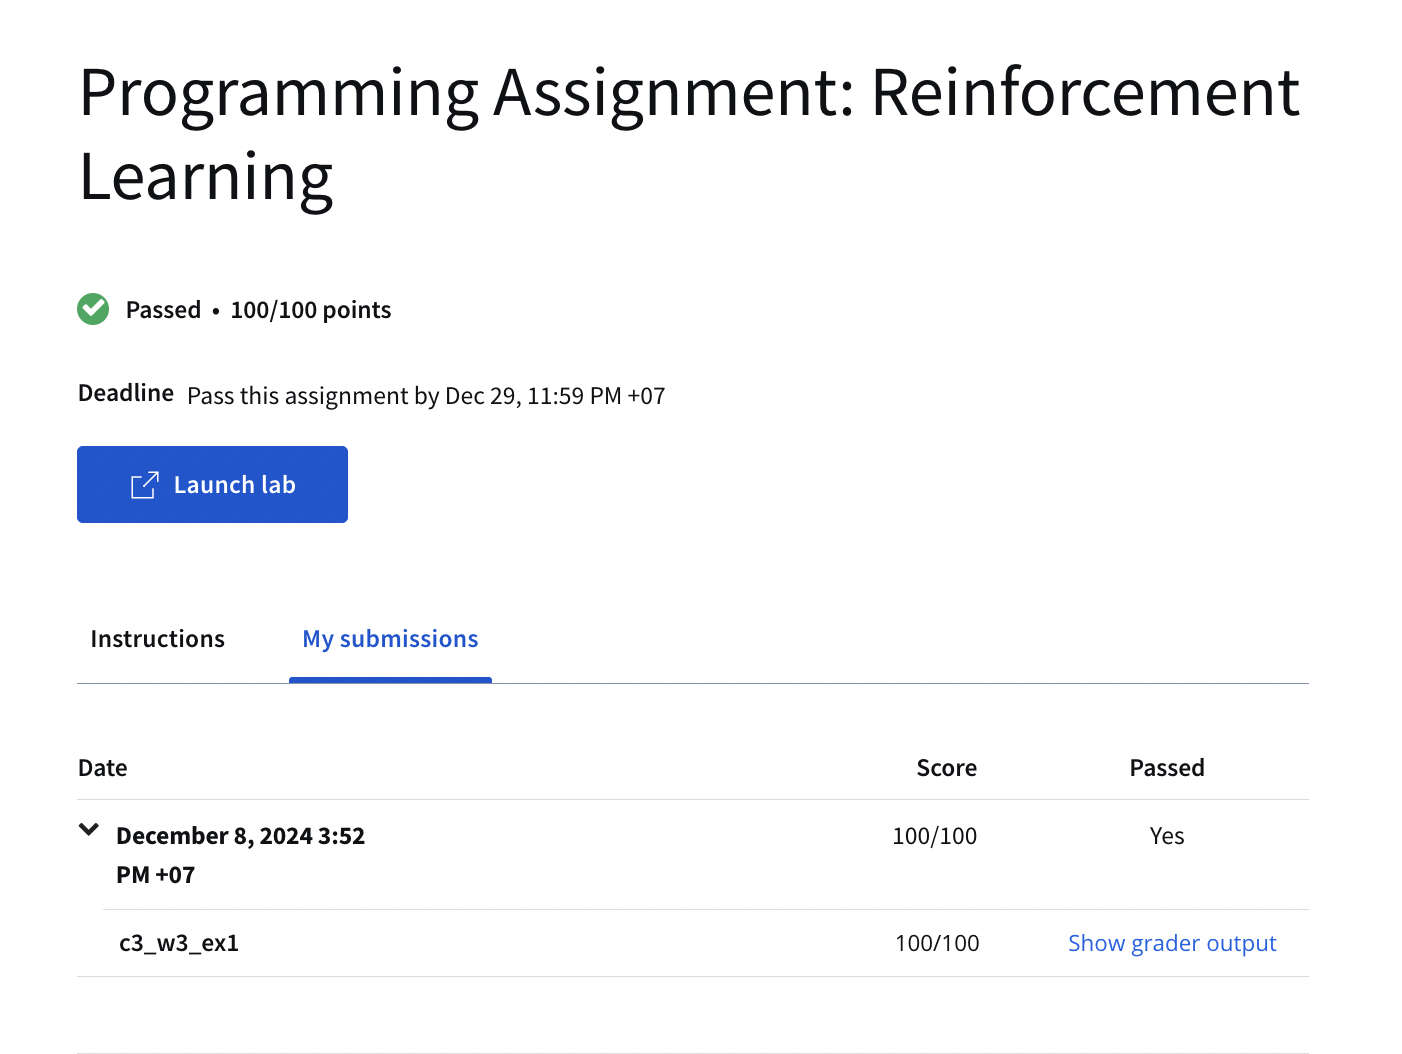 Programming Assignment: Reinforcement
Learning
Passed • 100/100 points
Deadline Pass this assignment by Dec 29, 11:59 PM +07
Launch lab
Instructions My submissions
Date Score Passed
December 8, 2024 3:52 100/100 Yes
PM +07
c3_w3_ex1 100/100 Show grader output